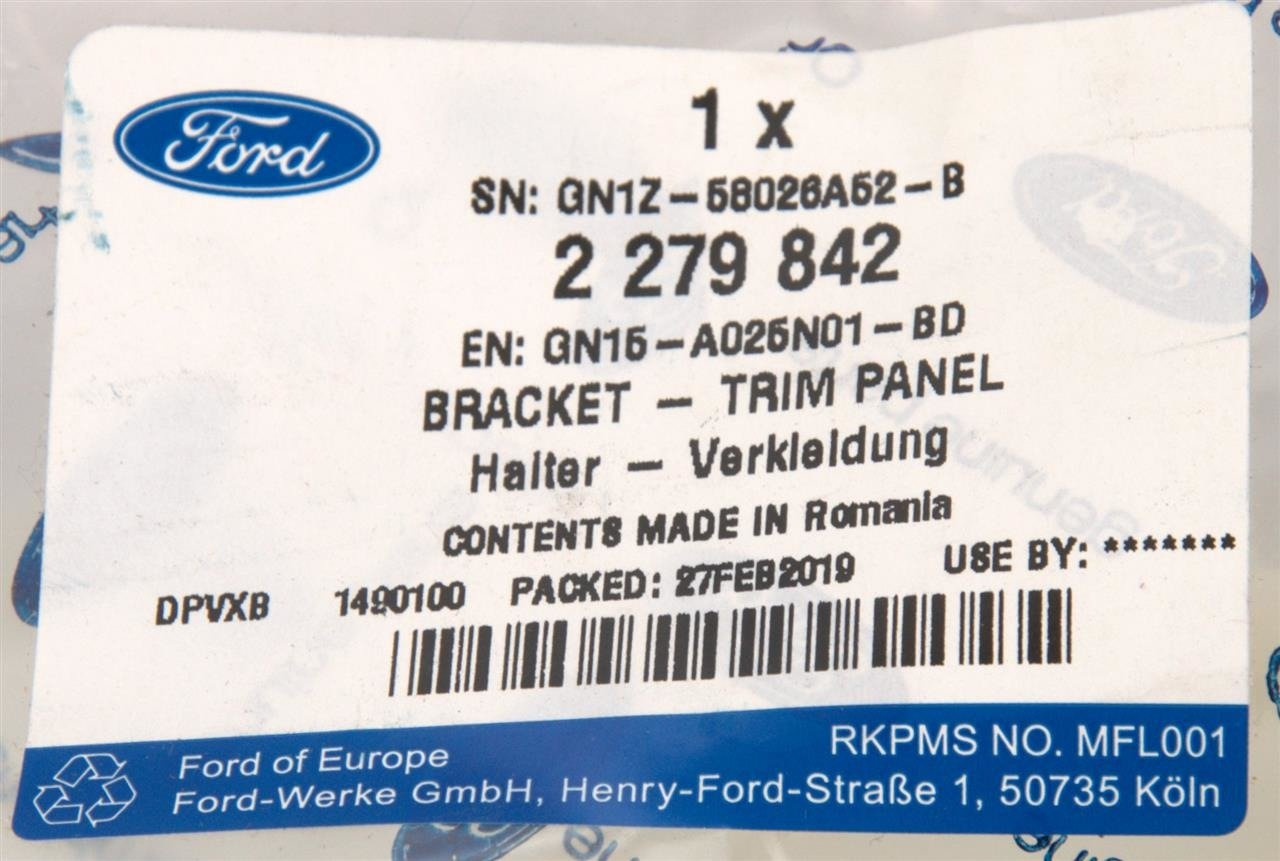 Ford
1 x
SN: GN1Z-58026A52-B
2 279 842
EN: GN15-A025N01-BD
BRACKET - TRIM PANEL
Halter - Verkleidung
CONTENTS MADE IN Romania
DPVXB 1490100 PACKED: 27FEB2019 USE BY: *******
RKPMS NO. MFL001
Ford of Europe
Ford-Werke GmbH, Henry-Ford-Straße 1, 50735 Köln